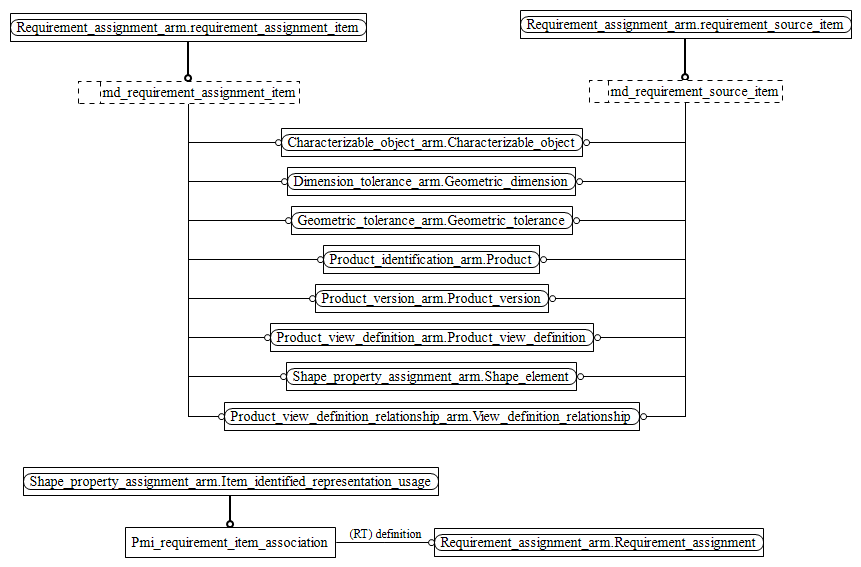 Requirement_assignment_arm.requirement_assignment_item
Requirement_assignment_arm.requirement_source_item
md_requirement_assignment_item
md_requirement_source_item
Characterizable_object_arm.Characterizable_object
Dimension_tolerance_arm.Geometric_dimension
Geometric_tolerance_arm.Geometric_tolerance
Product_identification_arm.Product
Product_version_arm.Product_version
Product_view_definition_arm.Product_view_definition
Shape_property_assignment_arm.Shape_element
Product_view_definition_relationship_arm.View_definition_relationship
Shape_property_assignment_arm.Item_identified_representation_usage
Pmi_requirement_item_association
(RT) definition
Requirement_assignment_arm.Requirement_assignment